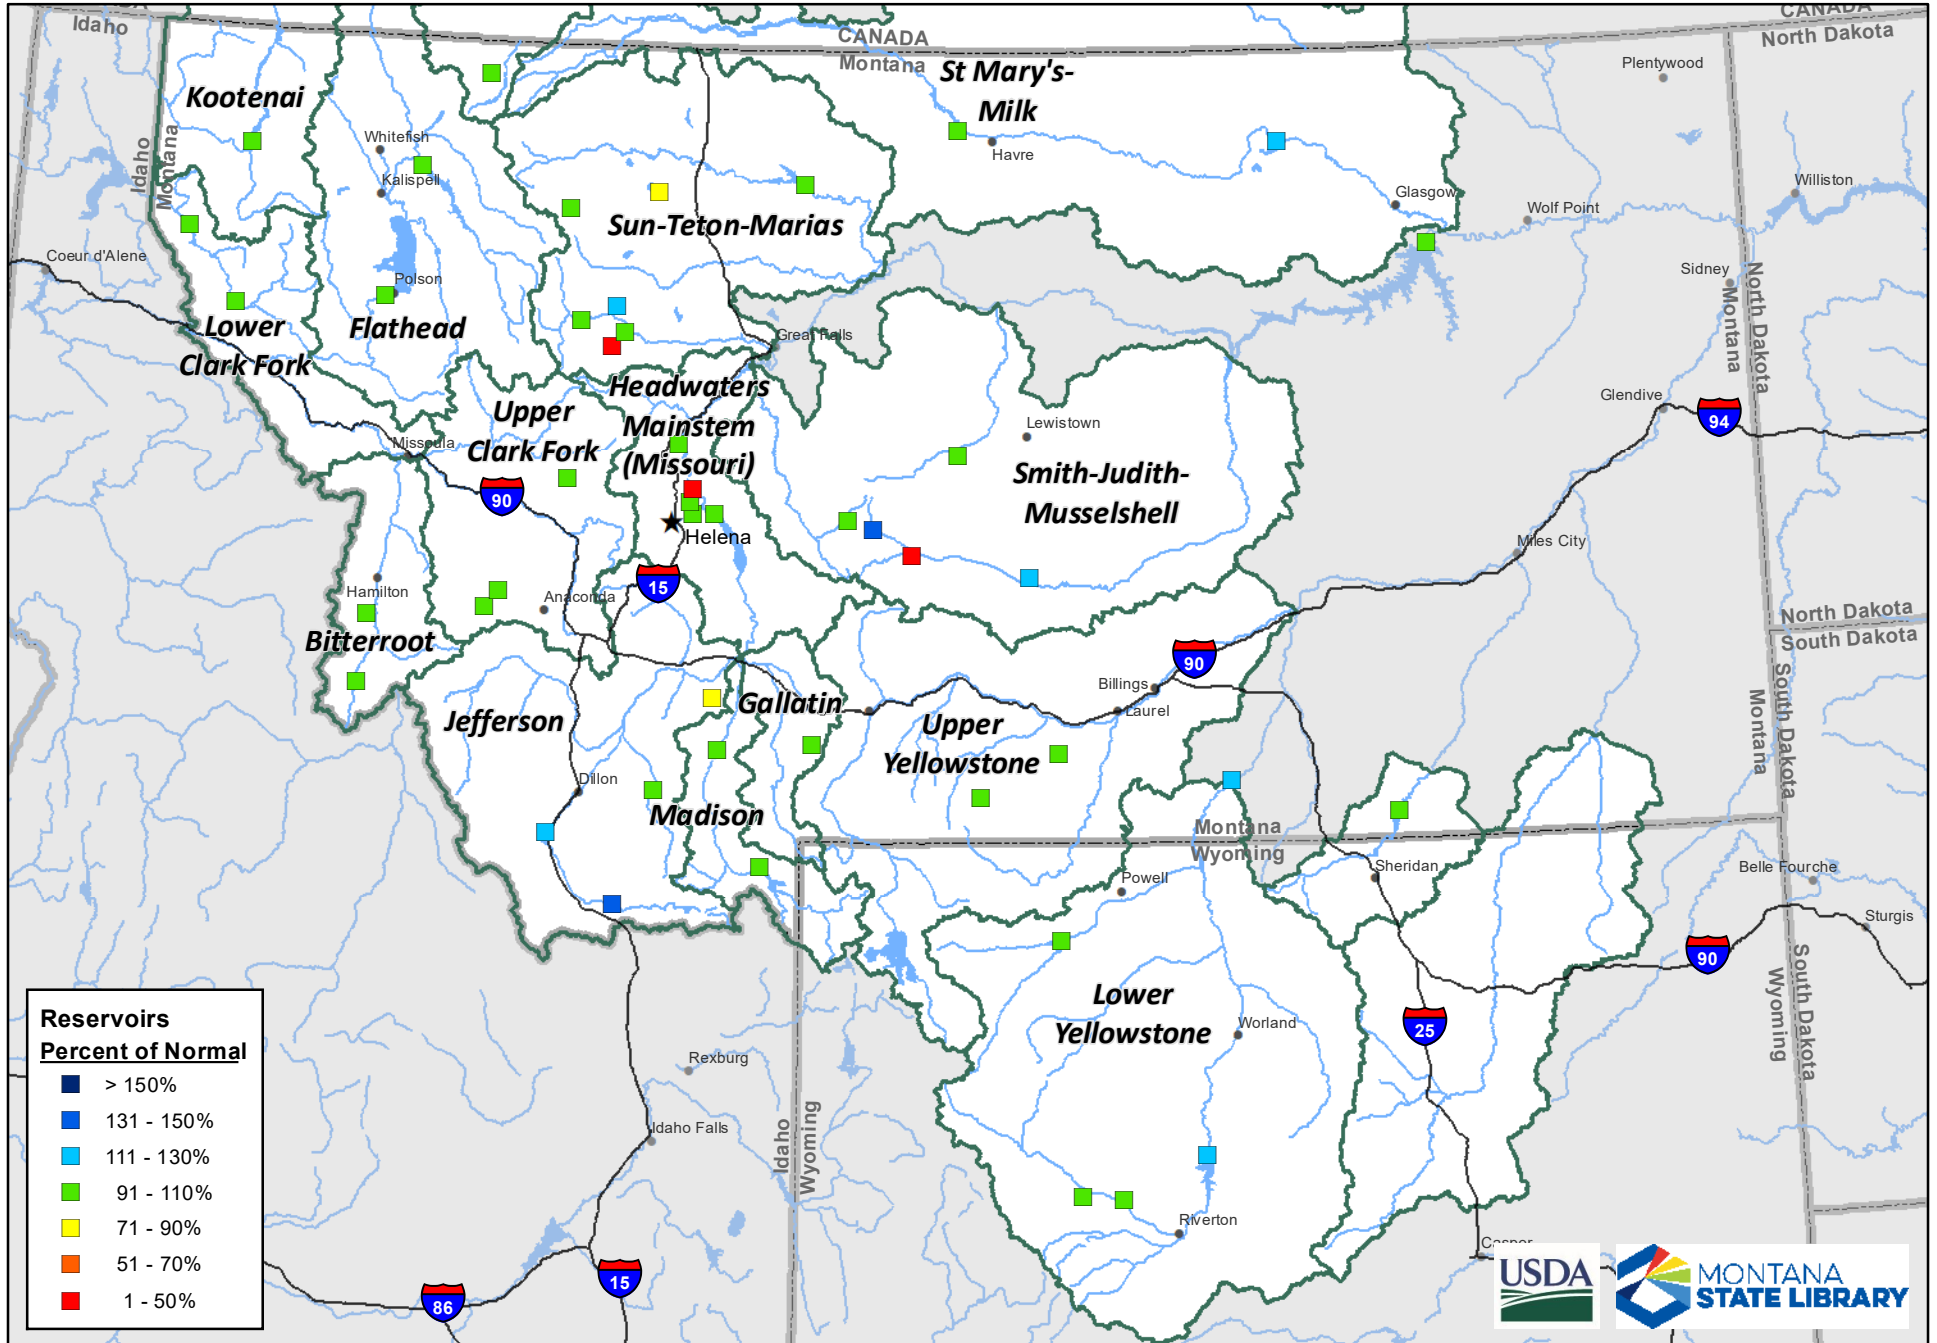 CANADA
Idaho
CANADA
Montana
CANADA
North Dakota
Plentywood
St Mary's-
Milk
Kootenai
Whitefish
Idaho
Montana
Havre
Kalispell
Glasgow
Williston
Wolf Point
Sun-Teton-Marias
Coeur d'Alene
Polson
Sidney
Montana
North Dakota
Lower
Clark Fork
Flathead
Great Falls
Headwaters
Mainstem
(Missouri)
Upper
Clark Fork
Glendive
94
Lewistown
Missoula
Smith-Judith-
Musselshell
90
Helena
Miles City
15
Hamilton
Anaconda
Bitterroot
North Dakota
South Dakota
90
Billings
Laurel
Gallatin
Jefferson
Upper
Yellowstone
Montana
South Dakota
Dillon
Madison
Montana
Wyoming
Sheridan
Powell
Belle Fourche
Sturgis
90
Wyoming
South Dakota
Lower
Yellowstone
Worland
25
Reservoirs
Percent of Normal
> 150%
131 - 150%
111 - 130%
91 - 110%
71 - 90%
51 - 70%
1 - 50%
Rexburg
Idaho Falls
Idaho
Wyoming
Riverton
Casper
15
86
USDA
MONTANA
STATE LIBRARY